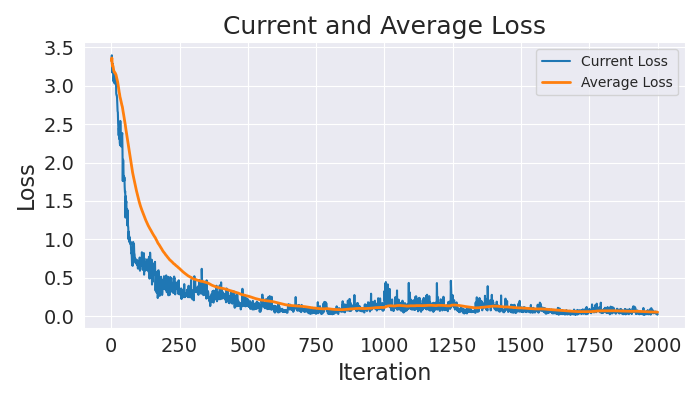 Current and Average Loss
3.5
3.0
2.5
2.0
1.5
1.0
0.5
0.0
Loss
Current Loss
Average Loss
0 250 500 750 1000 1250 1500 1750 2000
Iteration